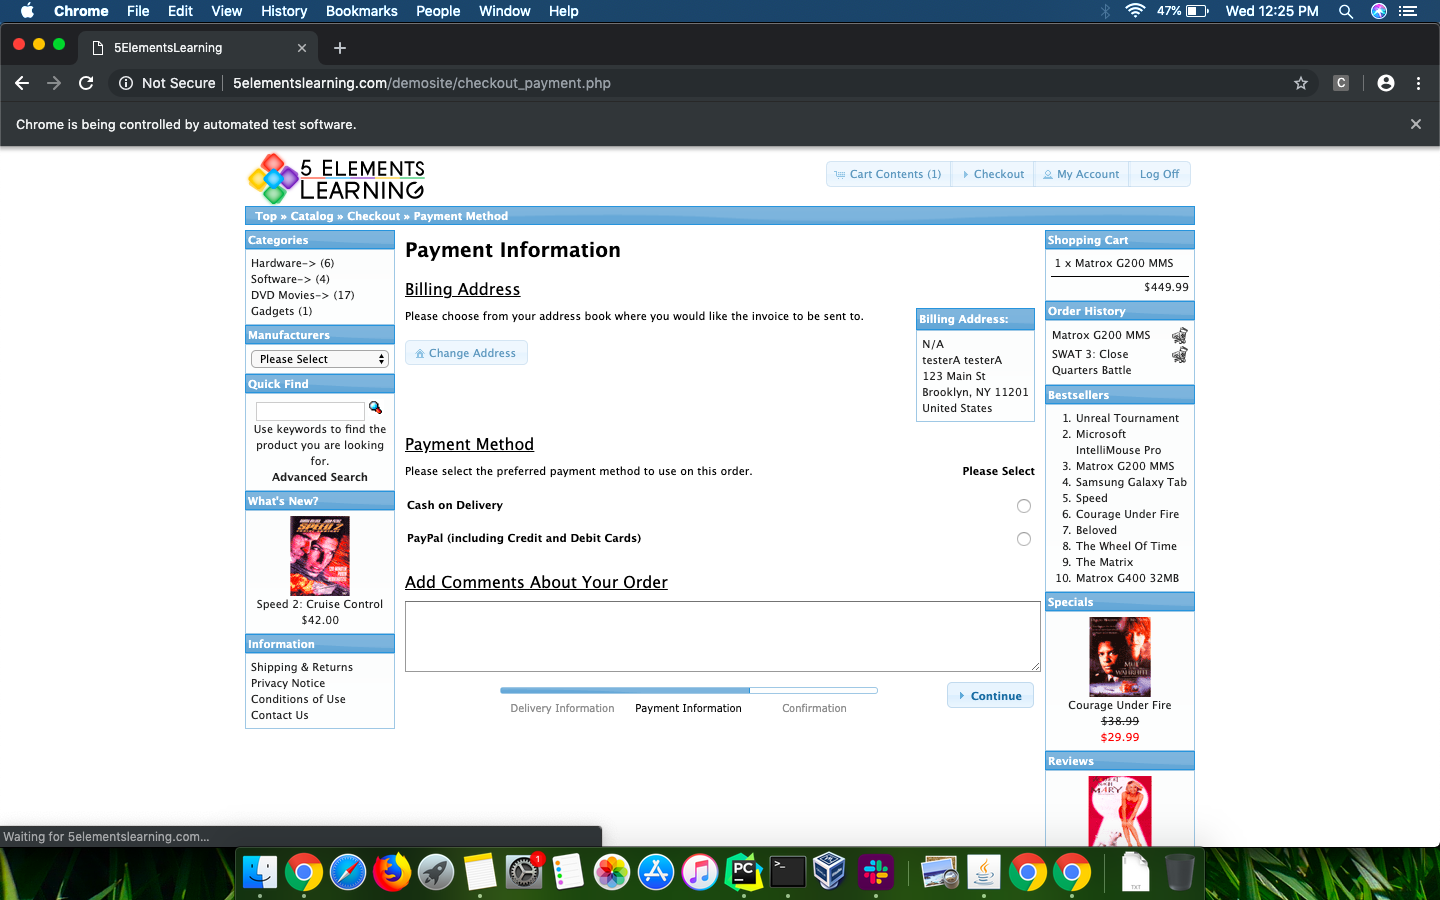 Chrome File Edit View History Bookmarks People Window Help 47% Wed 12:25 PM
5ElementsLearning
Not Secure 5elementslearning.com/demosite/checkout_payment.php C
Chrome is being controlled by automated test software.
5 ELEMENTS
LEARNING
Cart Contents (1) Checkout My Account Log Off
Top » Catalog » Checkout » Payment Method
Categories
Hardware-> (6)
Software-> (4)
DVD Movies-> (17)
Gadgets (1)
Manufacturers
Please Select
Quick Find
Use keywords to find the
product you are looking
for.
Advanced Search
What's New?
SPEED 2
Speed 2: Cruise Control
$42.00
Information
Shipping & Returns
Privacy Notice
Conditions of Use
Contact Us
Payment Information
Billing Address
Please choose from your address book where you would like the invoice to be sent to.
Change Address
Billing Address:
N/A
testerA testerA
123 Main St
Brooklyn, NY 11201
United States
Payment Method
Please select the preferred payment method to use on this order.
Please Select
Cash on Delivery
PayPal (including Credit and Debit Cards)
Add Comments About Your Order
Delivery Information Payment Information Confirmation
Continue
Shopping Cart
1 x Matrox G200 MMS
$449.99
Order History
Matrox G200 MMS
SWAT 3: Close
Quarters Battle
Bestsellers
1. Unreal Tournament
2. Microsoft
IntelliMouse Pro
3. Matrox G200 MMS
4. Samsung Galaxy Tab
5. Speed
6. Courage Under Fire
7. Beloved
8. The Wheel Of Time
9. The Matrix
10. Matrox G400 32MB
Specials
MUT
WAHRHEIT
Courage Under Fire
$38.99
$29.99
Reviews
MARY
Waiting for 5elementslearning.com...
1
PC
>_
TXT